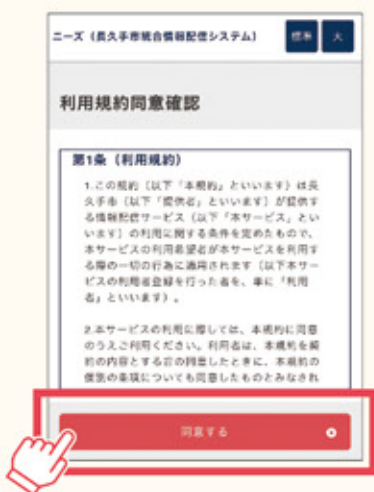 ニーズ（長久手市統合情報配信システム）
標準
大
利用規約同意確認
第1条（利用規約）
1.この規約（以下「本規約」といいます）は長
久手市（以下「提供者」といいます）が提供す
る情報配信サービス（以下「本サービス」とい
います）の利用に関する条件を定めたもので、
本サービスの利用希望者が本サービスを利用す
る際の一切の行為に適用されます（以下本サー
ビスの利用者登録を行った者を、単に「利用
者」といいます）。
2.本サービスの利用に際しては、本規約に同意
のうえご利用ください。利用者は、本規約を契
約の内容とする旨の同意したときに、本規約の
個別の条項についても同意したものとみなされ
同意する